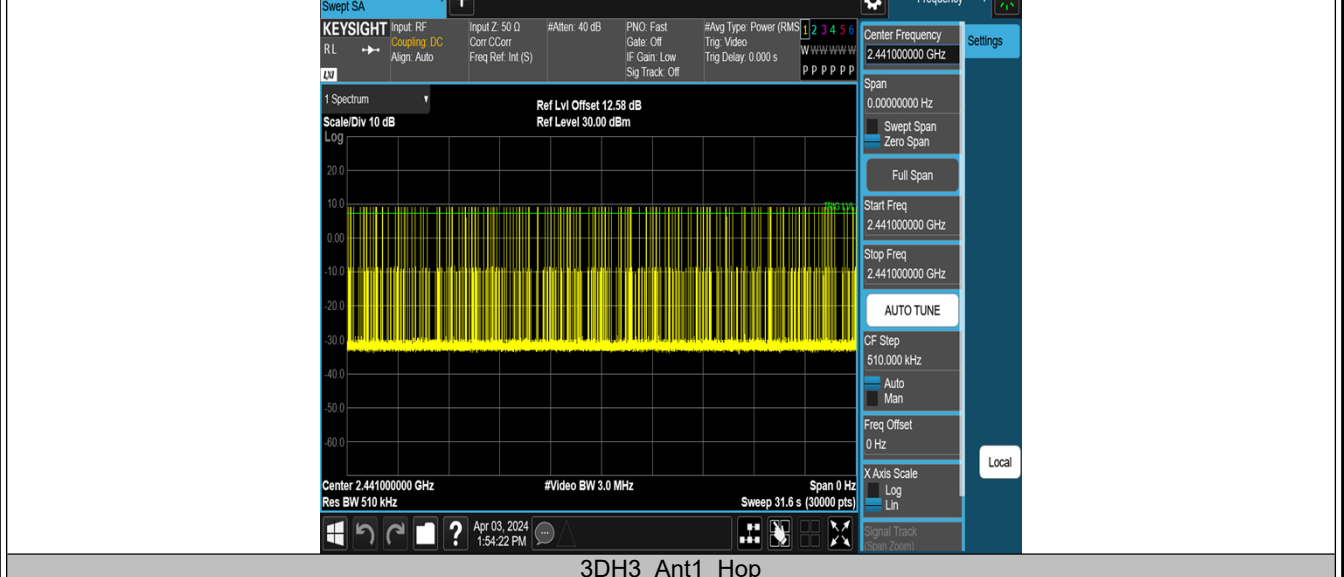 Swept SA
Frequency
KEYSIGHT
Input: RF
Input Z: 50 Ω
#Atten: 40 dB
PNO: Fast
#Avg Type: Power (RMS
1 2 3 4 5 6
R L
Coupling: DC
Corr CCorr
Gate: Off
Trig: Video
W W W W W W
Align: Auto
Freq Ref: Int (S)
IF Gain: Low
Trig Delay: 0.000 s
LXI
Sig Track: Off
P P P P P P
1 Spectrum
Ref Lvl Offset 12.58 dB
Scale/Div 10 dB
Ref Level 30.00 dBm
Log
20.0
10.0
TRIG LVL
0.00
-10.0
-20.0
-30.0
-40.0
-50.0
-60.0
Center 2.441000000 GHz
#Video BW 3.0 MHz
Span 0 Hz
Res BW 510 kHz
Sweep 31.6 s (30000 pts)
Center Frequency
2.441000000 GHz
Settings
Span
0.00000000 Hz
Swept Span
Zero Span
Full Span
Start Freq
2.441000000 GHz
Stop Freq
2.441000000 GHz
AUTO TUNE
CF Step
510.000 kHz
Auto
Man
Freq Offset
0 Hz
Local
X Axis Scale
Log
Lin
Signal Track
(Span Zoom)
?
Apr 03, 2024
1:54:22 PM
3DH3_Ant1_Hop